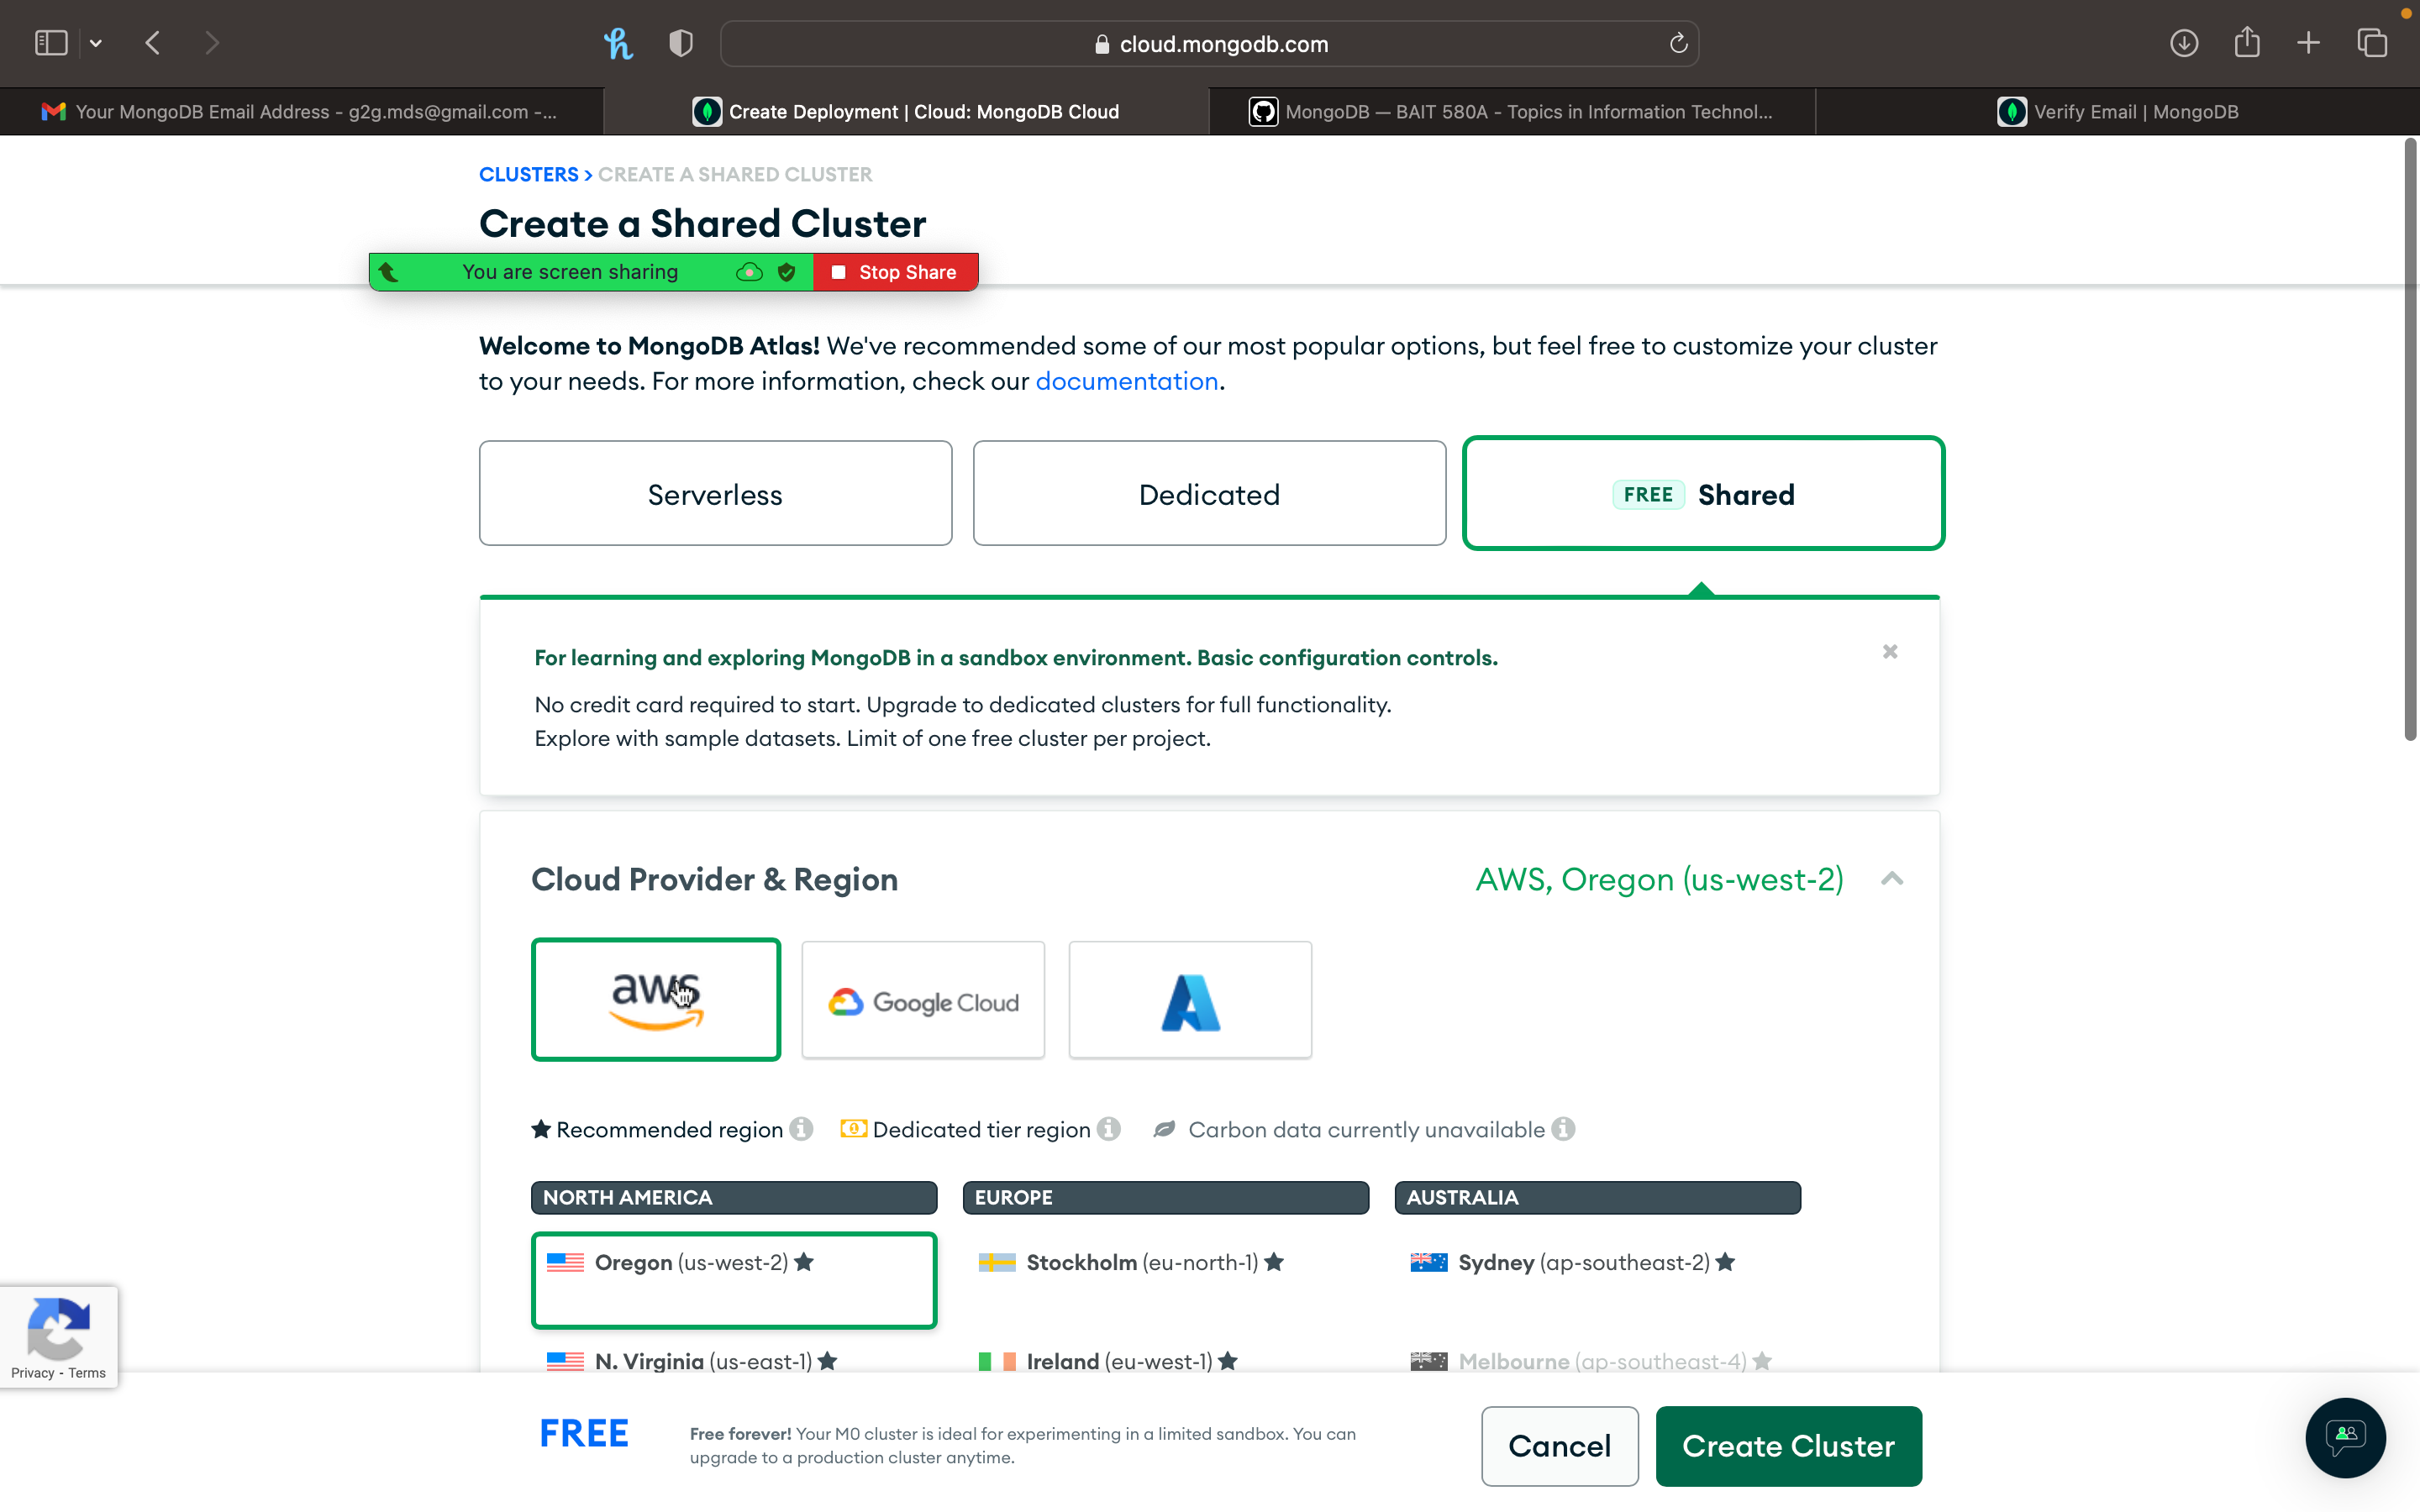 cloud.mongodb.com
Your MongoDB Email Address - g2g.mds@gmail.com -...
Create Deployment | Cloud: MongoDB Cloud
MongoDB — BAIT 580A - Topics in Information Technol...
Verify Email | MongoDB
CLUSTERS > CREATE A SHARED CLUSTER
Create a Shared Cluster
You are screen sharing
Stop Share
Welcome to MongoDB Atlas! We've recommended some of our most popular options, but feel free to customize your cluster
to your needs. For more information, check our documentation.
Serverless
Dedicated
FREE Shared
For learning and exploring MongoDB in a sandbox environment. Basic configuration controls.
No credit card required to start. Upgrade to dedicated clusters for full functionality.
Explore with sample datasets. Limit of one free cluster per project.
Cloud Provider & Region
AWS, Oregon (us-west-2)
aws
Google Cloud
Recommended region
Dedicated tier region
Carbon data currently unavailable
NORTH AMERICA
EUROPE
AUSTRALIA
Oregon (us-west-2)
Stockholm (eu-north-1)
Sydney (ap-southeast-2)
N. Virginia (us-east-1)
Ireland (eu-west-1)
Melbourne (ap-southeast-4)
Privacy - Terms
FREE
Free forever! Your M0 cluster is ideal for experimenting in a limited sandbox. You can
upgrade to a production cluster anytime.
Cancel
Create Cluster